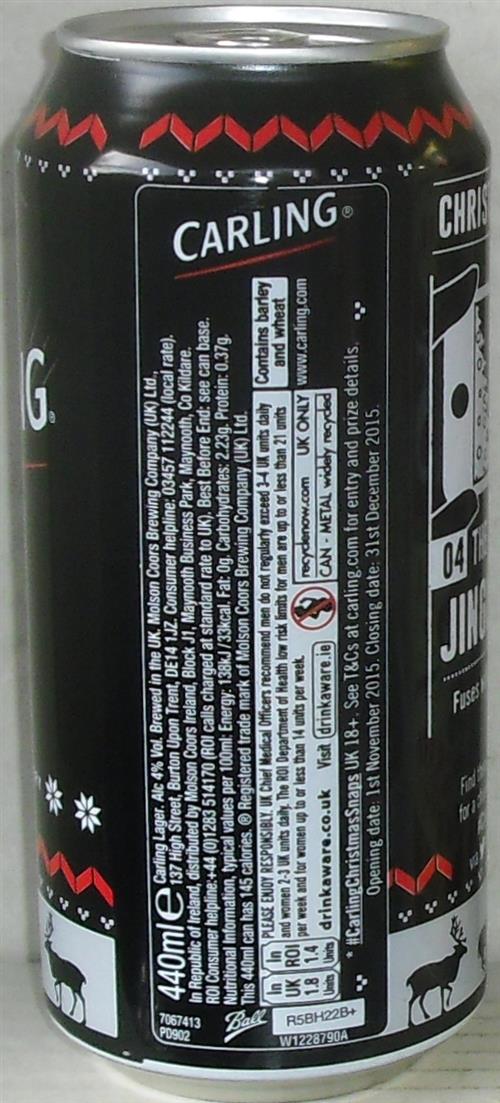 G
CARLING®
440ml e
Carling Lager. Alc 4% Vol. Brewed in the UK, Molson Coors Brewing Company (UK) Ltd,
137 High Street, Burton Upon Trent, DE14 1JZ. Consumer helpline: 03457 112244 (local rate).
In Republic of Ireland, distributed by Molson Coors Ireland, Block J1, Maynooth Business Park, Maynooth, Co Kildare.
ROI Consumer helpline:+44 (0)1283 514170 (ROI calls charged at standard rate to UK). Best Before End: see can base.
Nutritional Information, typical values per 100ml: Energy: 138kJ / 33kcal. Fat: 0g. Carbohydrates: 2.23g. Protein: 0.37g.
This 440ml can has 145 calories. ® Registered trade mark of Molson Coors Brewing Company (UK) Ltd.
Contains barley
and wheat
www.carling.com
In UK 1.8 Units
In ROI 1.4 Units
PLEASE ENJOY RESPONSIBLY. UK Chief Medical Officers recommend men do not regularly exceed 3-4 UK units daily
and women 2-3 UK units daily. The ROI Department of Health low risk limits for men are up to or less than 21 units
per week and for women up to or less than 14 units per week.
drinkaware.co.uk Visit drinkaware.ie
recyclenow.com UK ONLY
CAN - METAL widely recycled
* #CarlingChristmasSnaps UK 18+. See T&Cs at carling.com for entry and prize details.
Opening date: 1st November 2015. Closing date: 31st December 2015.
7067413
PD902
Ball
R5BH22B+
W1228790A
CHRIS
04
JING
Fuses
Find
for a